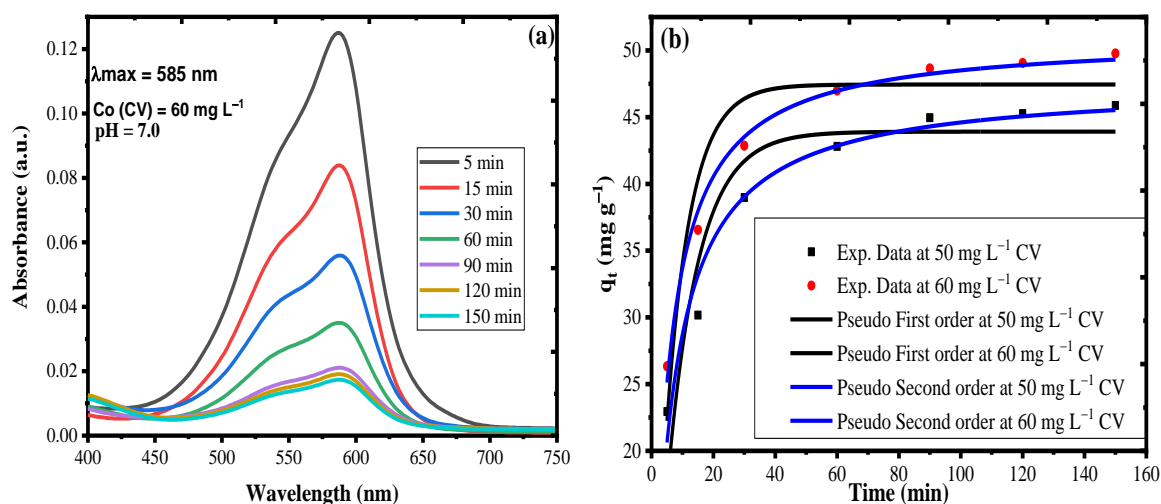 (a)
λmax = 585 nm
Co (CV) = 60 mg L⁻¹
pH = 7.0
5 min
15 min
30 min
60 min
90 min
120 min
150 min
Absorbance (a.u.)
0.12
0.10
0.08
0.06
0.04
0.02
0.00
400 450 500 550 600 650 700 750
Wavelength (nm)
(b)
qt (mg g⁻¹)
50
45
40
35
30
25
20
Exp. Data at 50 mg L⁻¹ CV
Exp. Data at 60 mg L⁻¹ CV
Pseudo First order at 50 mg L⁻¹ CV
Pseudo First order at 60 mg L⁻¹ CV
Pseudo Second order at 50 mg L⁻¹ CV
Pseudo Second order at 60 mg L⁻¹ CV
0 20 40 60 80 100 120 140 160
Time (min)